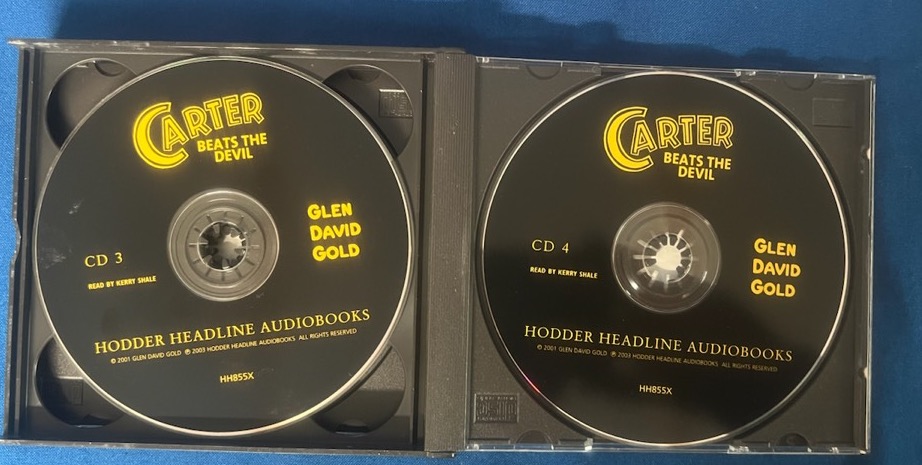 CARTER
BEATS THE
DEVIL
GLEN
DAVID
GOLD
CD 3
READ BY KERRY SHALE
HODDER HEADLINE AUDIOBOOKS
© 2001 GLEN DAVID GOLD ℗ 2003 HODDER HEADLINE AUDIOBOOKS ALL RIGHTS RESERVED
HH855X
CARTER
BEATS THE
DEVIL
GLEN
DAVID
GOLD
CD 4
READ BY KERRY SHALE
HODDER HEADLINE AUDIOBOOKS
© 2001 GLEN DAVID GOLD ℗ 2003 HODDER HEADLINE AUDIOBOOKS ALL RIGHTS RESERVED
HH855X